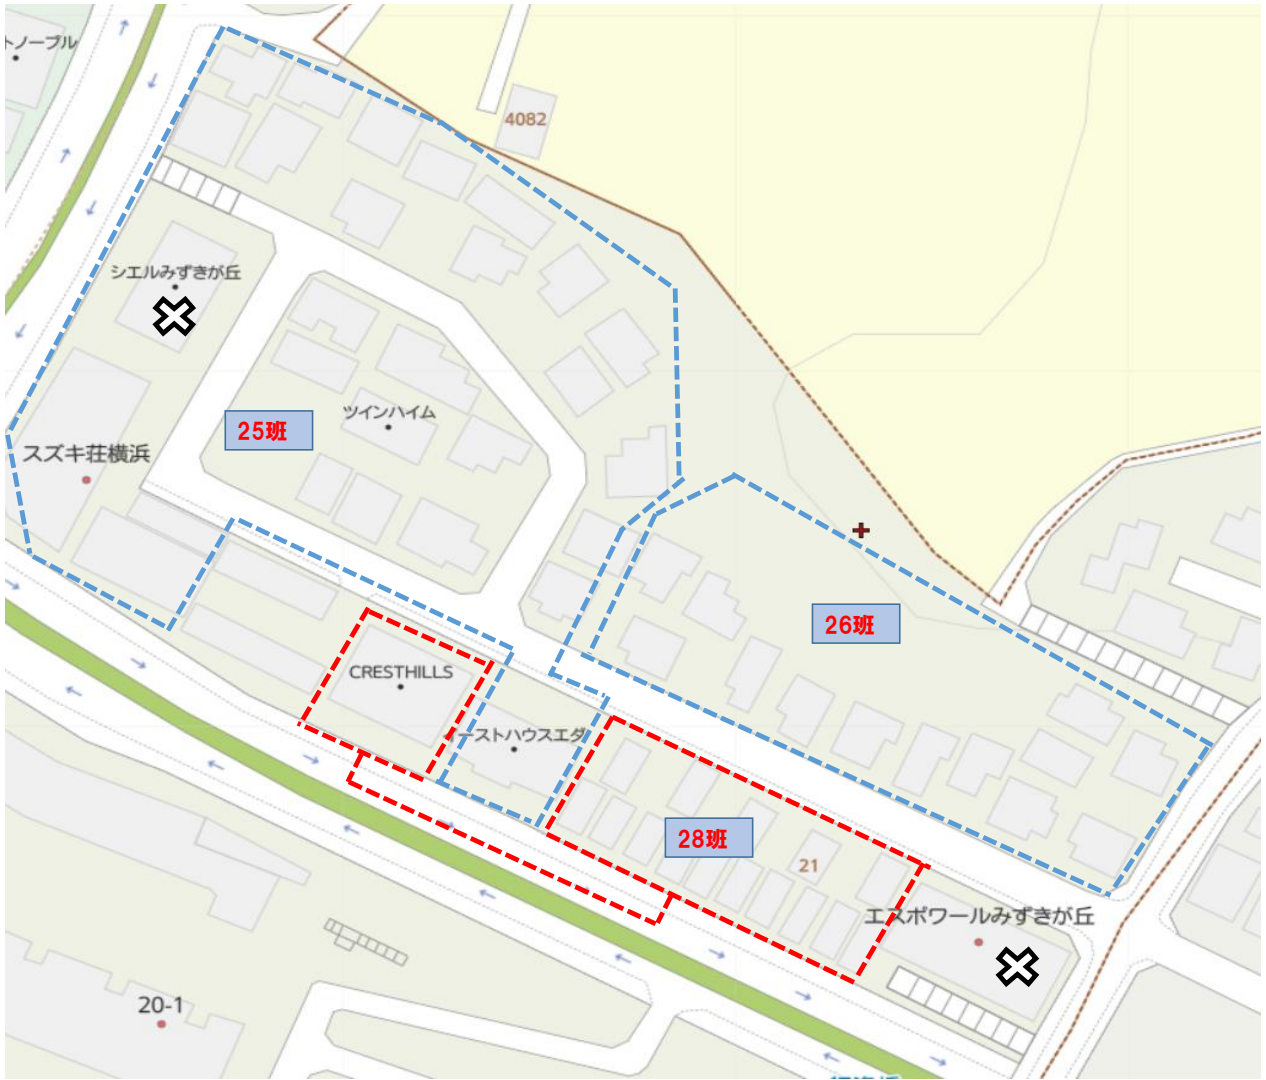 トノーブル
4082
シエルみずきが丘
25班
ツインハイム
スズキ荘横浜
26班
CRESTHILLS
ーストハウスエダ
28班
21
エスポワールみずきが丘
20-1